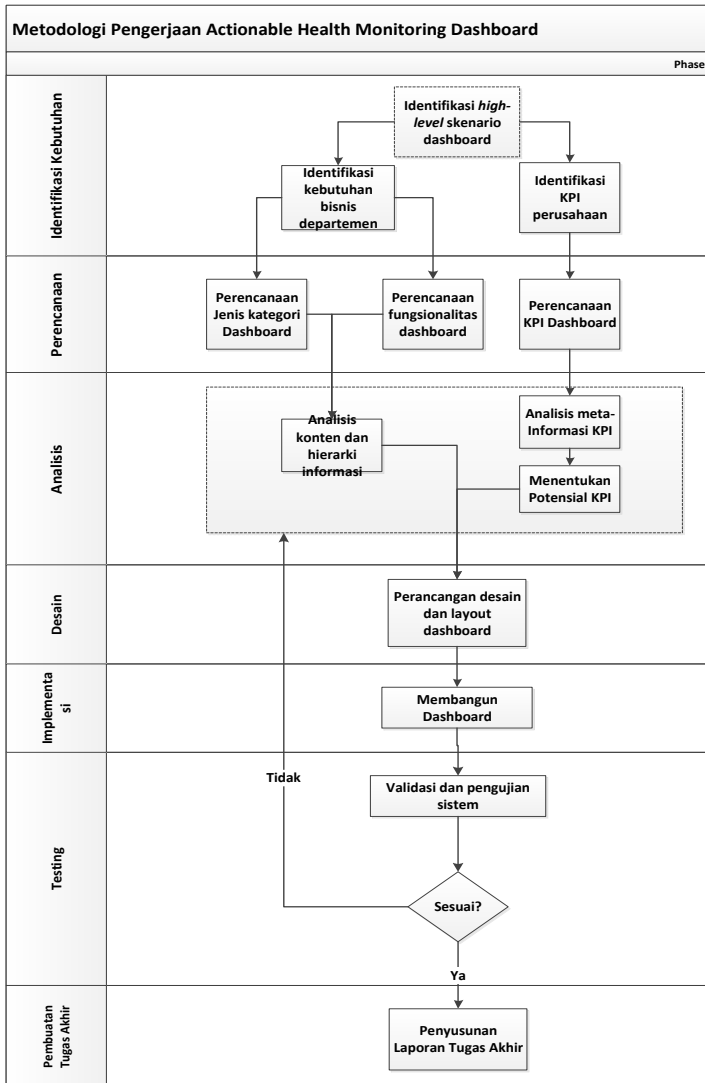 Metodologi Pengerjaan Actionable Health Monitoring Dashboard
Phase
Identifikasi Kebutuhan
Identifikasi high-
level skenario
dashboard
Identifikasi
kebutuhan
bisnis
departemen
Identifikasi
KPI
perusahaan
Perencanaan
Perencanaan
Jenis kategori
Dashboard
Perencanaan
fungsionalitas
dashboard
Perencanaan
KPI Dashboard
Analisis
Analisis
konten dan
hierarki
informasi
Analisis meta-
Informasi KPI
Menentukan
Potensial KPI
Desain
Perancangan desain
dan layout
dashboard
Implementa
si
Membangun
Dashboard
Testing
Tidak
Validasi dan pengujian
sistem
Sesuai?
Ya
Pembuatan
Tugas Akhir
Penyusunan
Laporan Tugas Akhir